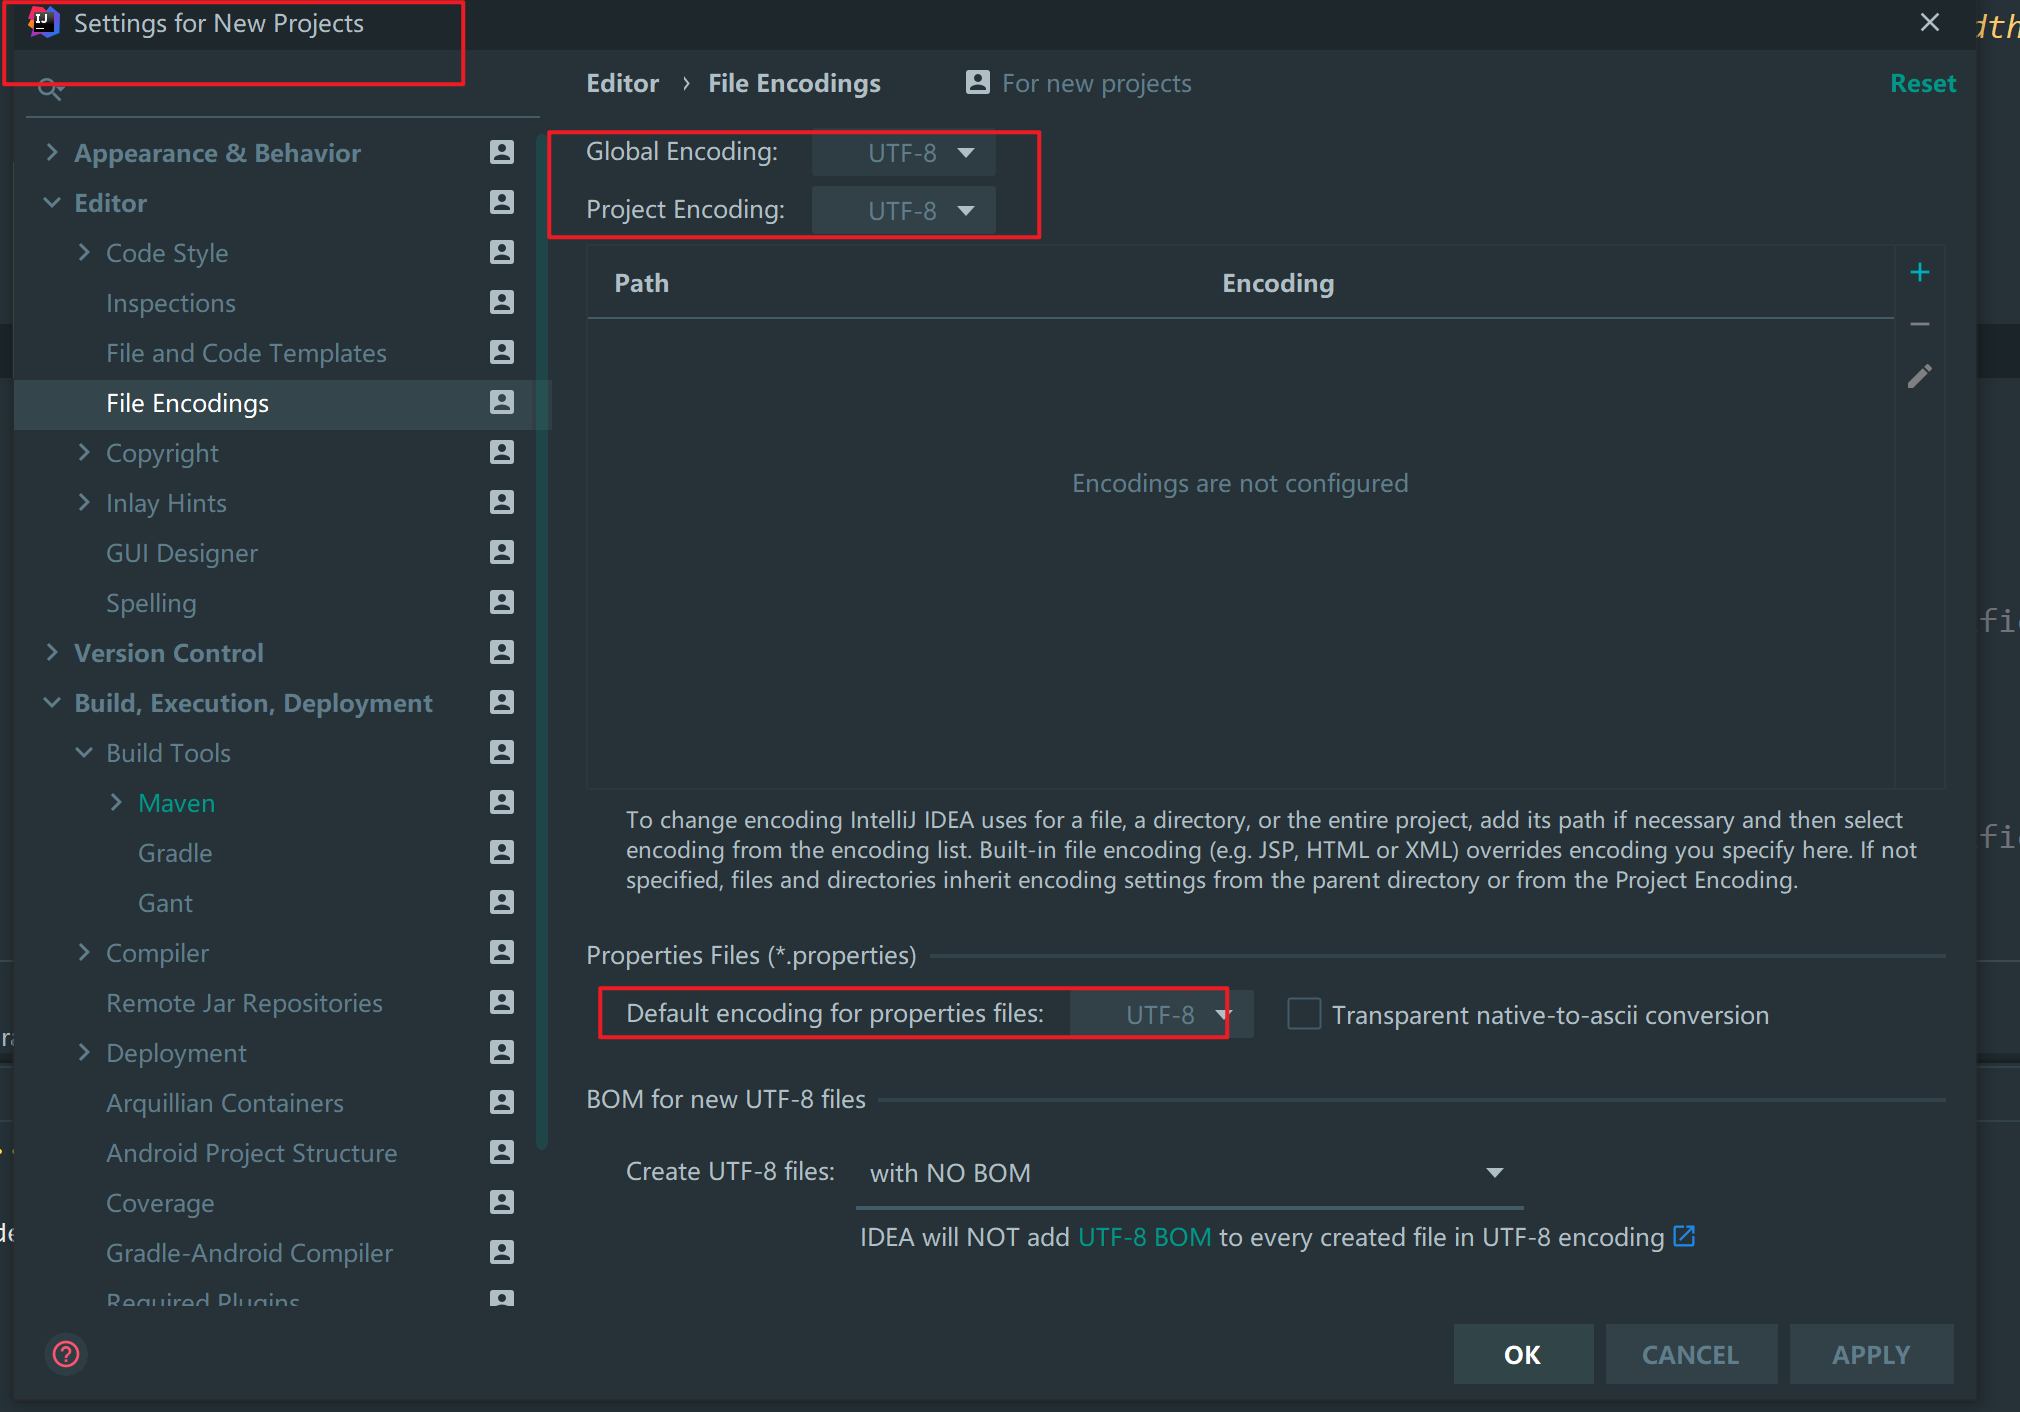 Settings for New Projects
Editor › File Encodings
For new projects
Reset
Appearance & Behavior
Editor
Code Style
Inspections
File and Code Templates
File Encodings
Copyright
Inlay Hints
GUI Designer
Spelling
Version Control
Build, Execution, Deployment
Build Tools
Maven
Gradle
Gant
Compiler
Remote Jar Repositories
Deployment
Arquillian Containers
Android Project Structure
Coverage
Gradle-Android Compiler
Required Plugins
Global Encoding: UTF-8
Project Encoding: UTF-8
Path Encoding
Encodings are not configured
To change encoding IntelliJ IDEA uses for a file, a directory, or the entire project, add its path if necessary and then select
encoding from the encoding list. Built-in file encoding (e.g. JSP, HTML or XML) overrides encoding you specify here. If not
specified, files and directories inherit encoding settings from the parent directory or from the Project Encoding.
Properties Files (*.properties)
Default encoding for properties files: UTF-8
Transparent native-to-ascii conversion
BOM for new UTF-8 files
Create UTF-8 files: with NO BOM
IDEA will NOT add UTF-8 BOM to every created file in UTF-8 encoding
OK
CANCEL
APPLY